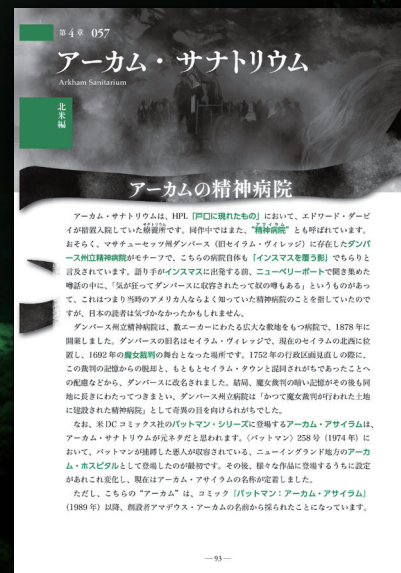 第4章 057
アーカム・サナトリウム
Arkham Sanitarium
北米編
アーカムの精神病院
アーカム・サナトリウムは、HPL『戸口に現れたもの』において、エドワード・ダービ
イが措置入院していた療養所です。同作中ではまた、"精神病院" とも呼ばれています。
おそらく、マサチューセッツ州ダンバース(旧セイラム・ヴィレッジ)に存在したダンバ
ース州立精神病院がモチーフで、こちらの病院自体も『インスマスを覆う影』でちらりと
言及されています。語り手がインスマスに出発する前、ニューベリーポートで聞き集めた
噂話の中に、「気が狂ってダンバースに収容されたって奴の噂もある」というものがあっ
て、これはつまり当時のアメリカ人ならよく知っていた精神病院のことを指していたので
すが、日本の読者は気づかなかったかもしれません。
ダンバース州立精神病院は、数エーカーにわたる広大な敷地をもつ病院で、1878 年に
開業しました。ダンバースの旧名はセイラム・ヴィレッジで、現在のセイラムの北西に位
置し、1692 年の魔女裁判の舞台となった場所です。1752 年の行政区画見直しの際に、
この裁判の記憶からの脱却と、もともとセイラム・タウンと混同されがちであったことへ
の配慮などから、ダンバースに改名されました。結局、魔女裁判の暗い記憶がその後も同
地に長きにわたってつきまとい、ダンバース州立病院は「かつて魔女裁判が行われた土地
に建設された精神病院」として奇異の目を向けられがちでした。
なお、米 DC コミックス社のバットマン・シリーズに登場するアーカム・アサイラムは、
アーカム・サナトリウムが元ネタだと思われます。〈バットマン〉258 号(1974 年)に
おいて、バットマンが捕縛した悪人が収容されている、ニューイングランド地方のアーカ
ム・ホスピタルとして登場したのが最初です。その後、様々な作品に登場するうちに設定
があれこれ変化し、現在はアーカム・アサイラムの名称が定着しました。
ただし、こちらの "アーカム" は、コミック『バットマン:アーカム・アサイラム』
(1989 年)以降、創設者アマデウス・アーカムの名前から採られたことになっています。
— 93 —